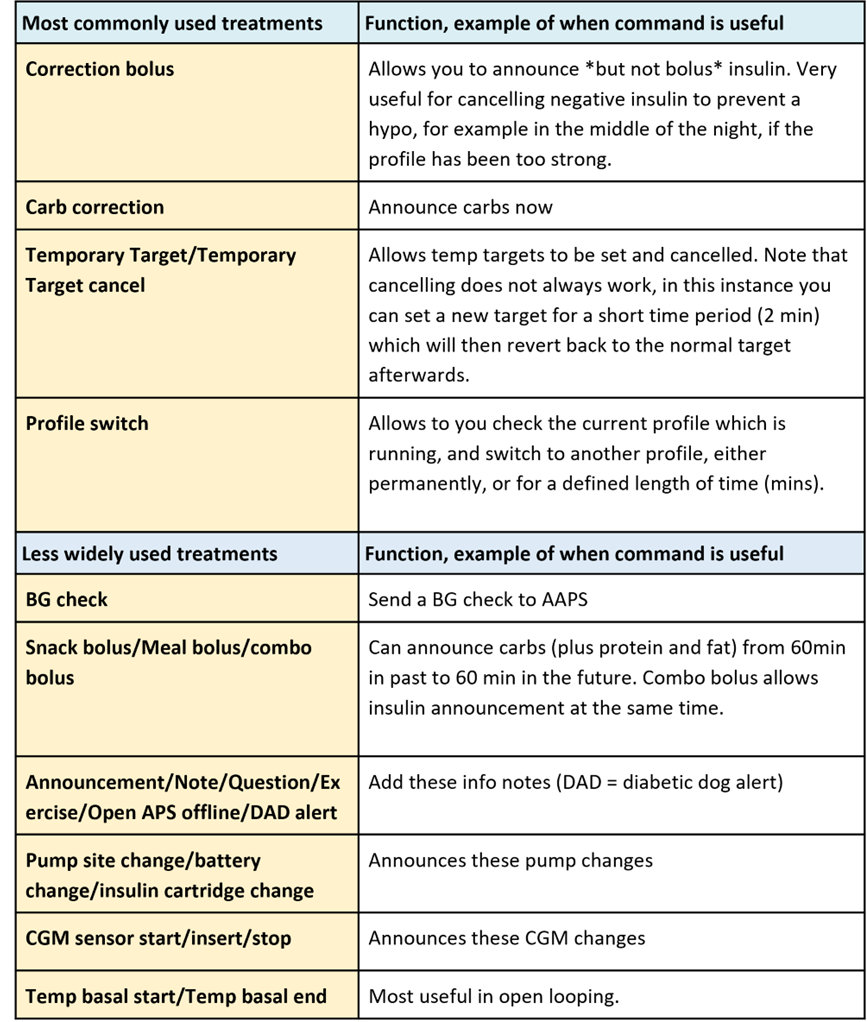 Most commonly used treatments
Function, example of when command is useful
Correction bolus
Allows you to announce *but not bolus* insulin. Very
useful for cancelling negative insulin to prevent a
hypo, for example in the middle of the night, if the
profile has been too strong.
Carb correction
Announce carbs now
Temporary Target/Temporary
Target cancel
Allows temp targets to be set and cancelled. Note that
cancelling does not always work, in this instance you
can set a new target for a short time period (2 min)
which will then revert back to the normal target
afterwards.
Profile switch
Allows to you check the current profile which is
running, and switch to another profile, either
permanently, or for a defined length of time (mins).
Less widely used treatments
Function, example of when command is useful
BG check
Send a BG check to AAPS
Snack bolus/Meal bolus/combo
bolus
Can announce carbs (plus protein and fat) from 60min
in past to 60 min in the future. Combo bolus allows
insulin announcement at the same time.
Announcement/Note/Question/Ex
ercise/Open APS offline/DAD alert
Add these info notes (DAD = diabetic dog alert)
Pump site change/battery
change/insulin cartridge change
Announces these pump changes
CGM sensor start/insert/stop
Announces these CGM changes
Temp basal start/Temp basal end
Most useful in open looping.